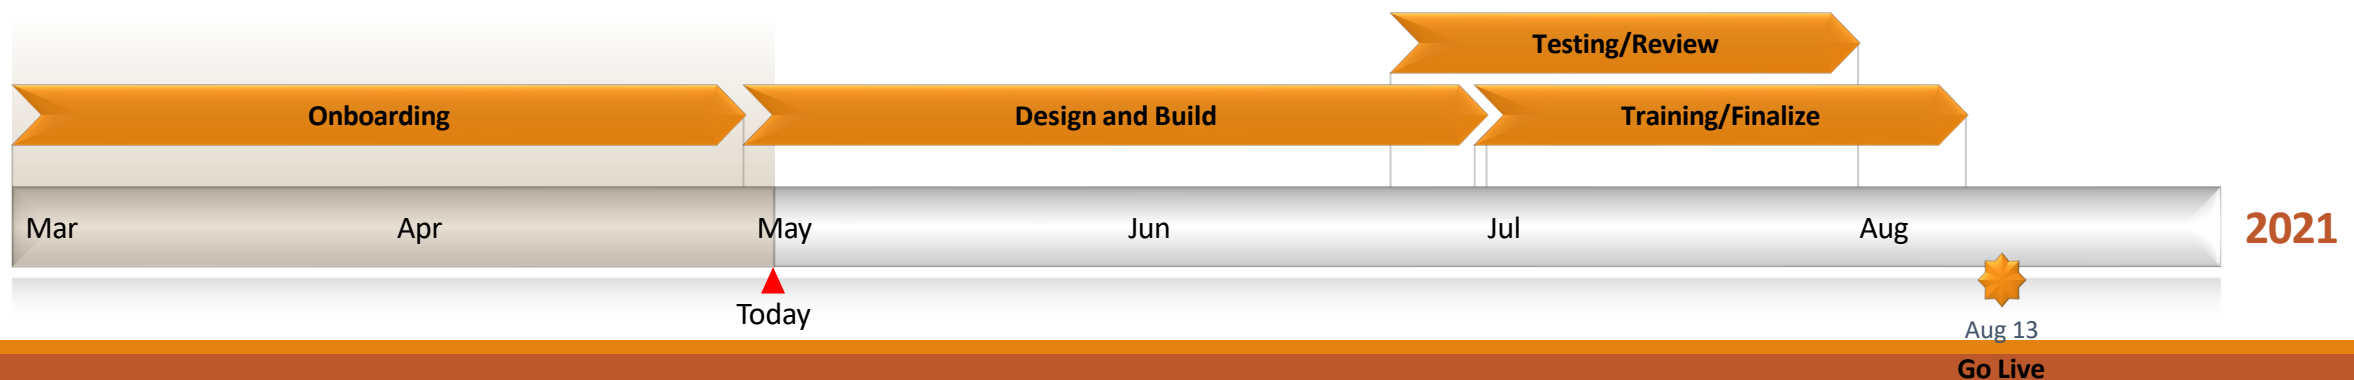 Testing/Review
Onboarding
Design and Build
Training/Finalize
Mar
Apr
May
Jun
Jul
Aug
2021
Today
Aug 13
Go Live